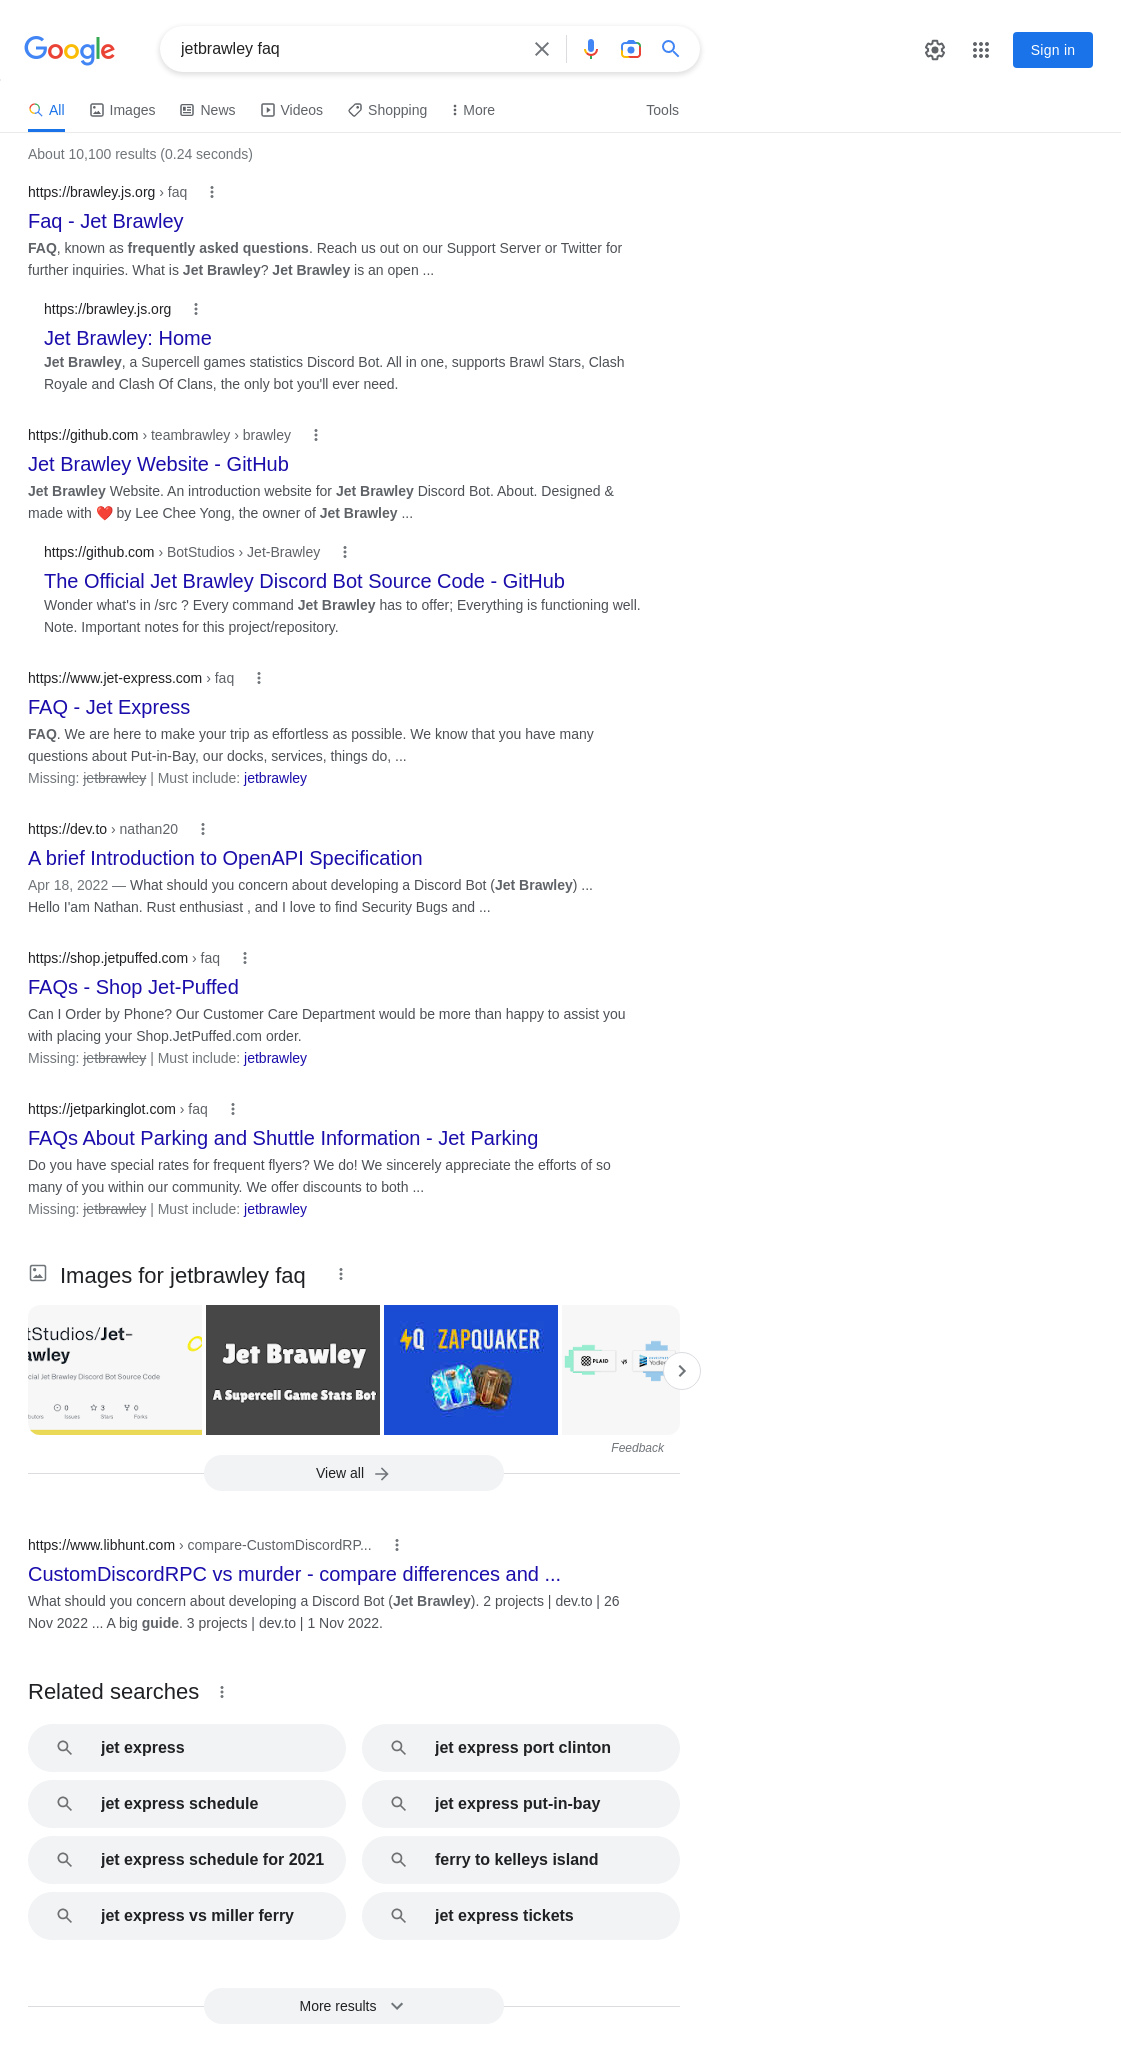 Google
jetbrawley faq
Sign in
All
Images
News
Videos
Shopping
More
Tools
About 10,100 results (0.24 seconds)
https://brawley.js.org › faq
Faq - Jet Brawley
FAQ, known as frequently asked questions. Reach us out on our Support Server or Twitter for
further inquiries. What is Jet Brawley? Jet Brawley is an open ...
https://brawley.js.org
Jet Brawley: Home
Jet Brawley, a Supercell games statistics Discord Bot. All in one, supports Brawl Stars, Clash
Royale and Clash Of Clans, the only bot you'll ever need.
https://github.com › teambrawley › brawley
Jet Brawley Website - GitHub
Jet Brawley Website. An introduction website for Jet Brawley Discord Bot. About. Designed &
made with ❤️ by Lee Chee Yong, the owner of Jet Brawley ...
https://github.com › BotStudios › Jet-Brawley
The Official Jet Brawley Discord Bot Source Code - GitHub
Wonder what's in /src ? Every command Jet Brawley has to offer; Everything is functioning well.
Note. Important notes for this project/repository.
https://www.jet-express.com › faq
FAQ - Jet Express
FAQ. We are here to make your trip as effortless as possible. We know that you have many
questions about Put-in-Bay, our docks, services, things do, ...
Missing: jetbrawley | Must include: jetbrawley
https://dev.to › nathan20
A brief Introduction to OpenAPI Specification
Apr 18, 2022 — What should you concern about developing a Discord Bot (Jet Brawley) ...
Hello I'am Nathan. Rust enthusiast , and I love to find Security Bugs and ...
https://shop.jetpuffed.com › faq
FAQs - Shop Jet-Puffed
Can I Order by Phone? Our Customer Care Department would be more than happy to assist you
with placing your Shop.JetPuffed.com order.
Missing: jetbrawley | Must include: jetbrawley
https://jetparkinglot.com › faq
FAQs About Parking and Shuttle Information - Jet Parking
Do you have special rates for frequent flyers? We do! We sincerely appreciate the efforts of so
many of you within our community. We offer discounts to both ...
Missing: jetbrawley | Must include: jetbrawley
Images for jetbrawley faq
tStudios/Jet-
awley
cial Jet Brawley Discord Bot Source Code
0
3
0
Issues
Stars
Forks
Jet Brawley
A Supercell Game Stats Bot
Q ZAPQUAKER
PLAID
VS
Yodlee
Feedback
View all
https://www.libhunt.com › compare-CustomDiscordRP...
CustomDiscordRPC vs murder - compare differences and ...
What should you concern about developing a Discord Bot (Jet Brawley). 2 projects | dev.to | 26
Nov 2022 ... A big guide. 3 projects | dev.to | 1 Nov 2022.
Related searches
jet express
jet express port clinton
jet express schedule
jet express put-in-bay
jet express schedule for 2021
ferry to kelleys island
jet express vs miller ferry
jet express tickets
More results